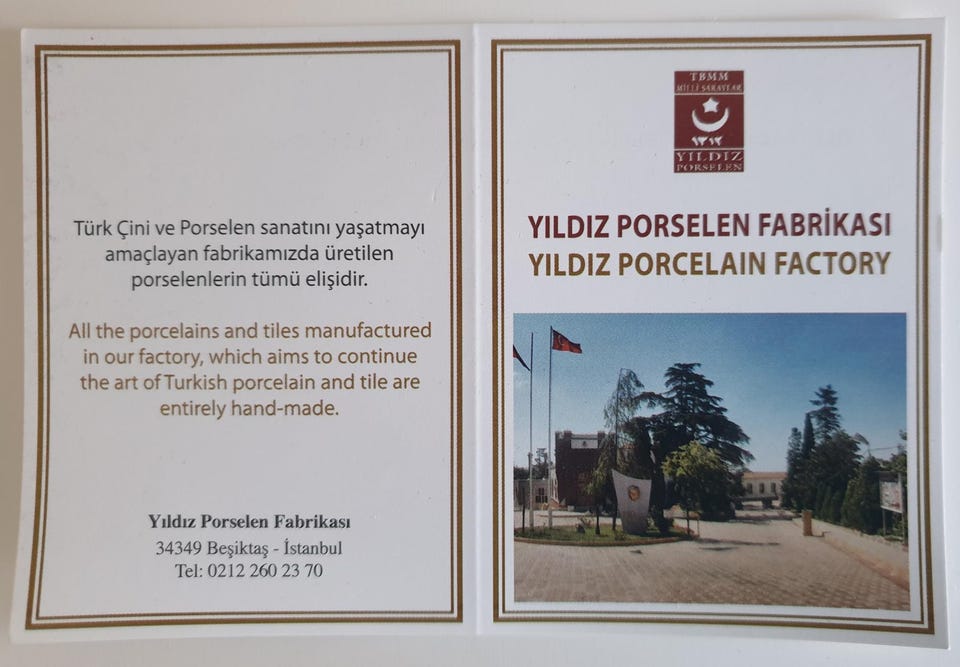 Türk Çini ve Porselen sanatını yaşatmayı
amaçlayan fabrikamızda üretilen
porselenlerin tümü elişidir.
All the porcelains and tiles manufactured
in our factory, which aims to continue
the art of Turkish porcelain and tile are
entirely hand-made.
Yıldız Porselen Fabrikası
34349 Beşiktaş - İstanbul
Tel: 0212 260 23 70
TBMM
MİLLİ SARAYLAR
١٣١٢
YILDIZ
PORSELEN
YILDIZ PORSELEN FABRİKASI
YILDIZ PORCELAIN FACTORY